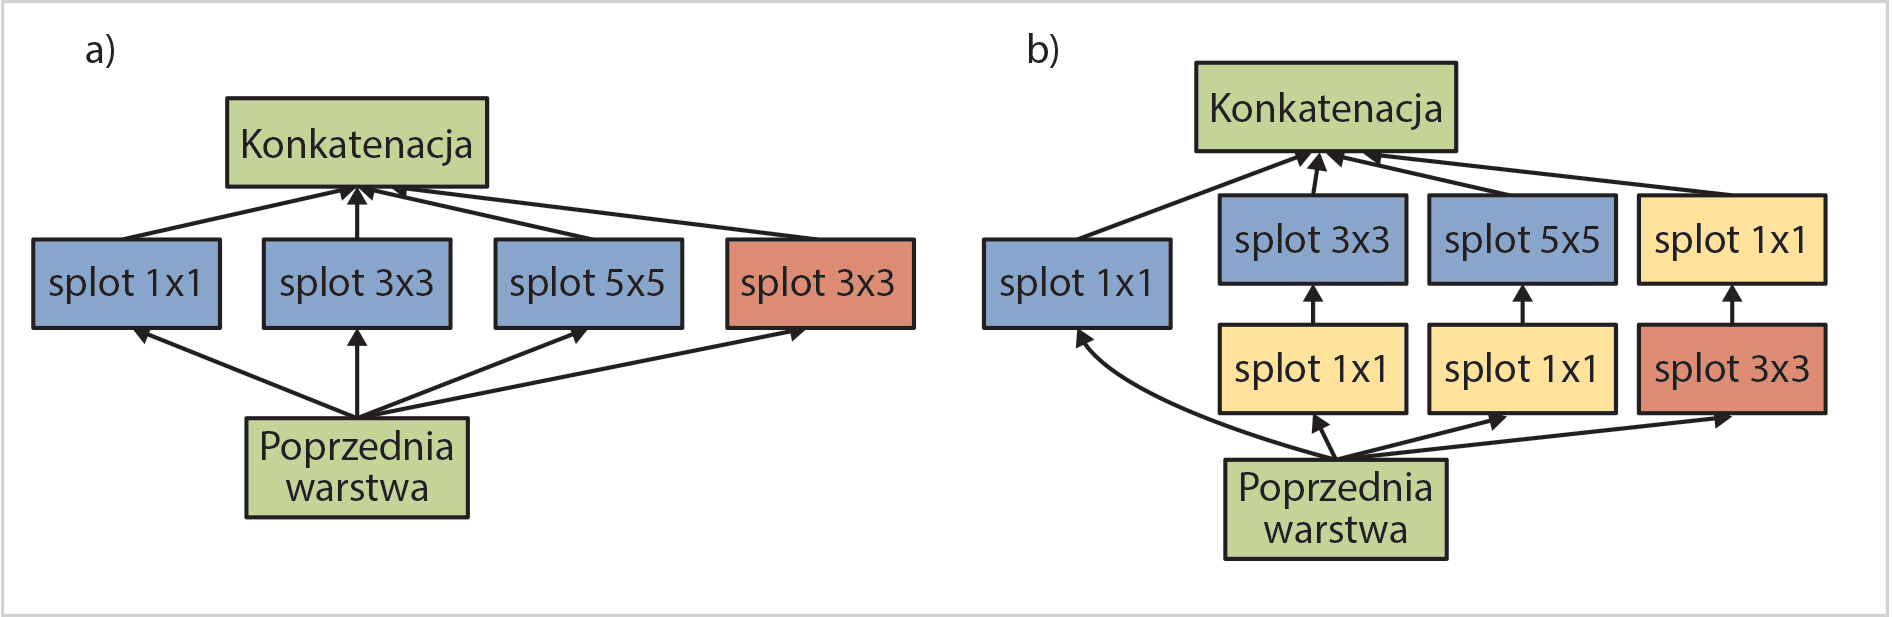 a)
Konkatenacja
splot 1x1
splot 3x3
splot 5x5
splot 3x3
Poprzednia
warstwa
b)
Konkatenacja
splot 1x1
splot 3x3
splot 5x5
splot 1x1
splot 1x1
splot 1x1
splot 3x3
Poprzednia
warstwa